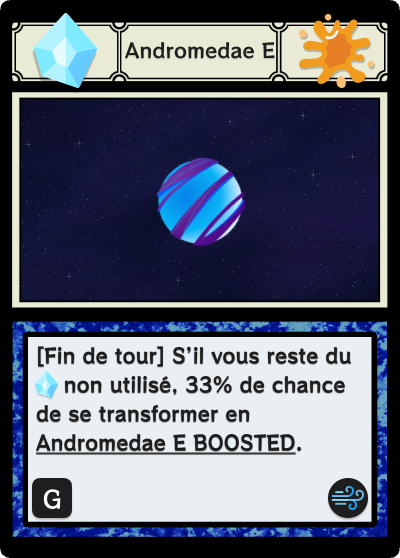 Andromedae E
[Fin de tour] S'il vous reste du
non utilisé, 33% de chance
de se transformer en
Andromedae E BOOSTED.
G